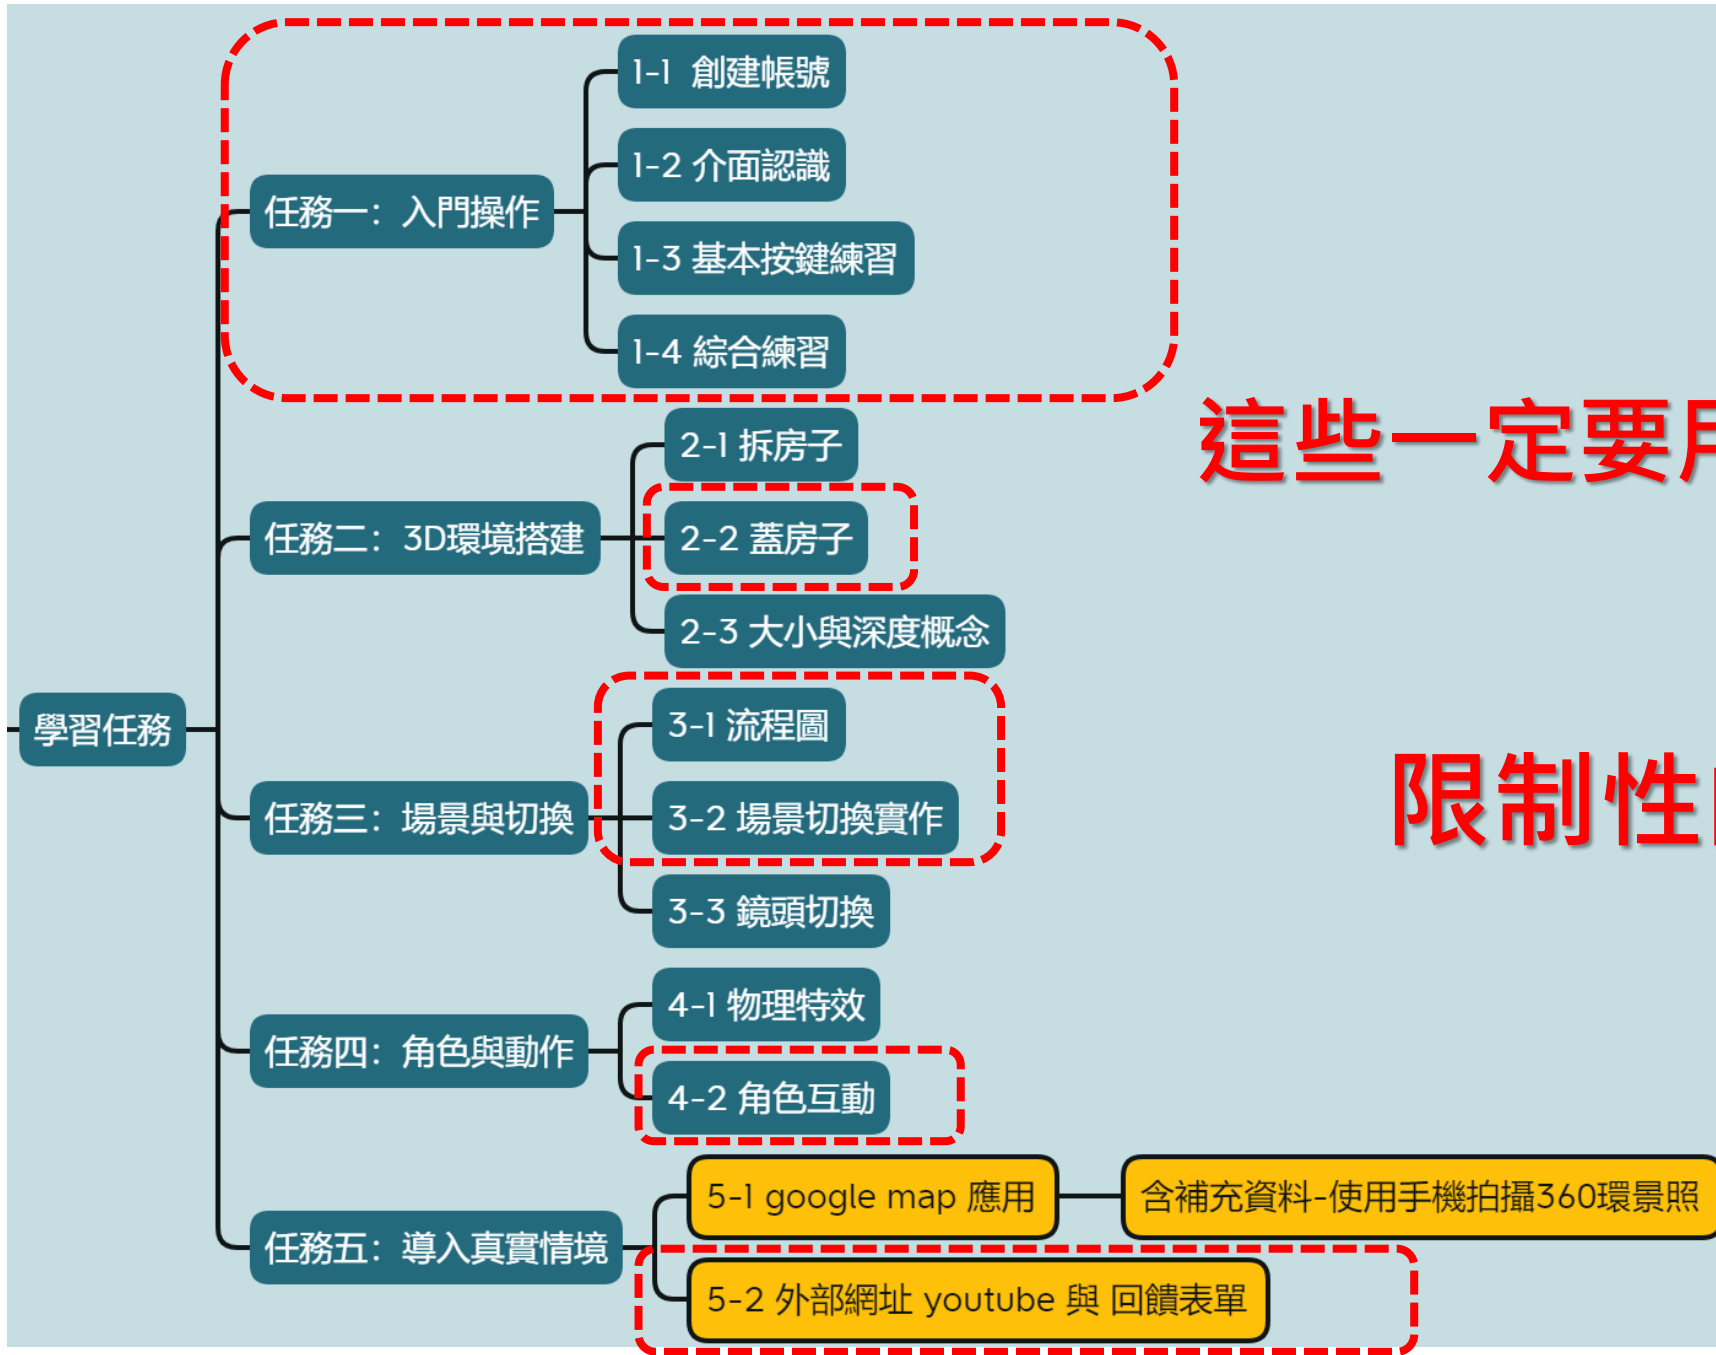 學習任務
任務一：入門操作
1-1 創建帳號
1-2 介面認識
1-3 基本按鍵練習
1-4 綜合練習
任務二：3D環境搭建
2-1 拆房子
2-2 蓋房子
2-3 大小與深度概念
任務三：場景與切換
3-1 流程圖
3-2 場景切換實作
3-3 鏡頭切換
任務四：角色與動作
4-1 物理特效
4-2 角色互動
任務五：導入真實情境
5-1 google map 應用
含補充資料-使用手機拍攝360環景照
5-2 外部網址 youtube 與 回饋表單
這些一定要
限制性